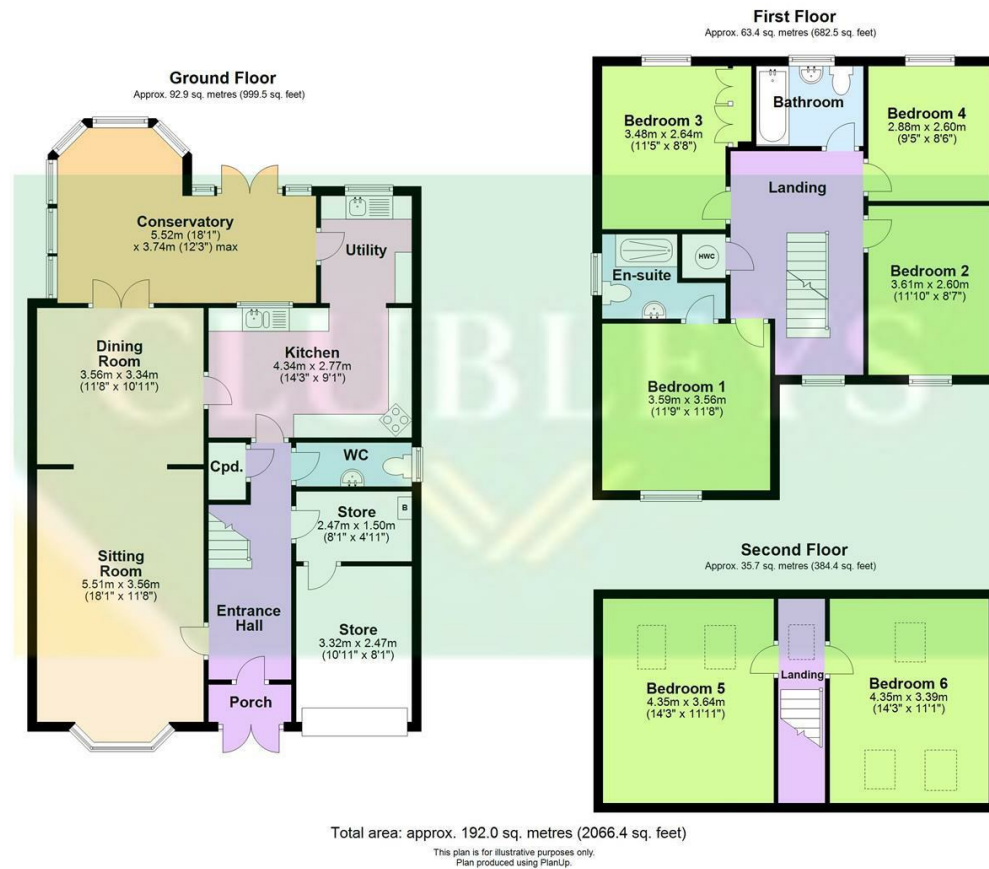 Ground Floor
Approx. 92.9 sq. metres (999.5 sq. feet)
Conservatory
5.52m (18'1")
x 3.74m (12'3") max
Utility
Dining
Room
3.56m x 3.34m
(11'8" x 10'11")
Kitchen
4.34m x 2.77m
(14'3" x 9'1")
Cpd.
WC
Store
2.47m x 1.50m
(8'1" x 4'11")
B
Sitting
Room
5.51m x 3.56m
(18'1" x 11'8")
Entrance
Hall
Store
3.32m x 2.47m
(10'11" x 8'1")
Porch
First Floor
Approx. 63.4 sq. metres (682.5 sq. feet)
Bedroom 3
3.48m x 2.64m
(11'5" x 8'8")
Bathroom
Bedroom 4
2.88m x 2.60m
(9'5" x 8'6")
Landing
En-suite
HWC
Bedroom 2
3.61m x 2.60m
(11'10" x 8'7")
Bedroom 1
3.59m x 3.56m
(11'9" x 11'8")
Second Floor
Approx. 35.7 sq. metres (384.4 sq. feet)
Bedroom 5
4.35m x 3.64m
(14'3" x 11'11")
Landing
Bedroom 6
4.35m x 3.39m
(14'3" x 11'1")
CLUBLEYS
Total area: approx. 192.0 sq. metres (2066.4 sq. feet)
This plan is for illustrative purposes only.
Plan produced using PlanUp.